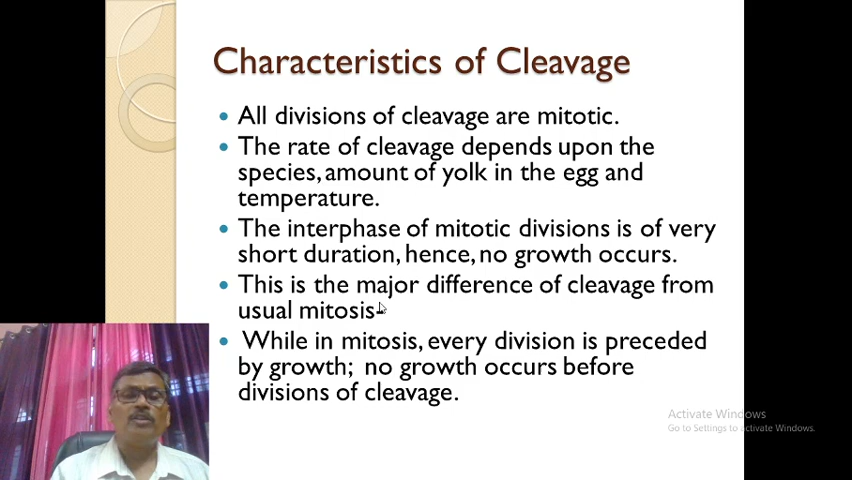 Characteristics of Cleavage
• All divisions of cleavage are mitotic.
• The rate of cleavage depends upon the
species, amount of yolk in the egg and
temperature.
• The interphase of mitotic divisions is of very
short duration, hence, no growth occurs.
• This is the major difference of cleavage from
usual mitosis-
• While in mitosis, every division is preceded
by growth; no growth occurs before
divisions of cleavage.
Activate Windows
Go to Settings to activate Windows.